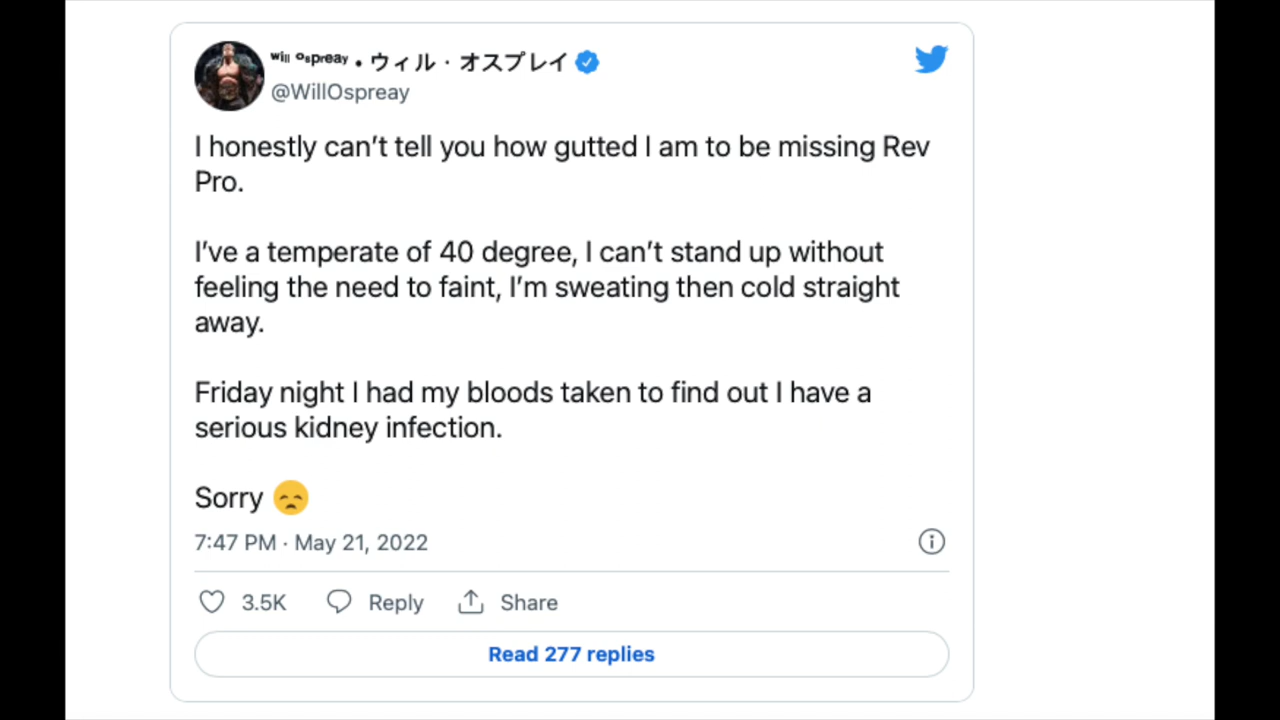 ᵂⁱˡˡ ᴼˢᵖʳᵉᵃʸ • ウィル · オスプレイ
@WillOspreay
I honestly can’t tell you how gutted I am to be missing Rev
Pro.
I’ve a temperate of 40 degree, I can’t stand up without
feeling the need to faint, I’m sweating then cold straight
away.
Friday night I had my bloods taken to find out I have a
serious kidney infection.
Sorry 😞
7:47 PM · May 21, 2022
3.5K Reply Share
Read 277 replies